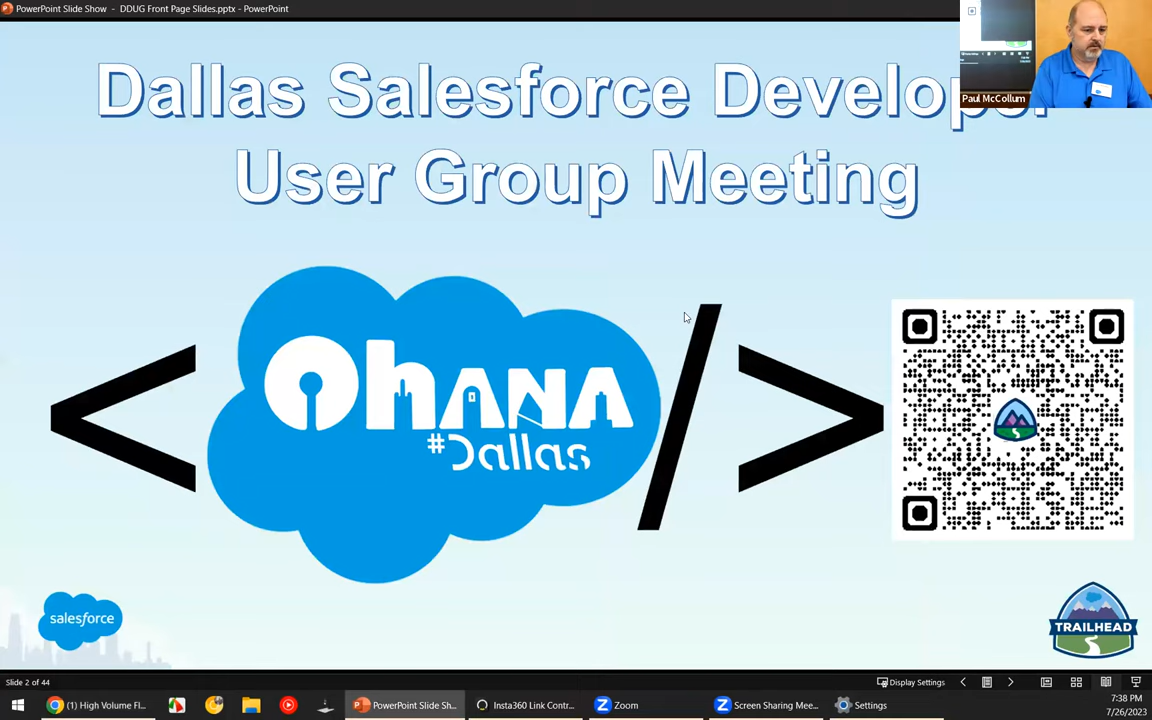 PowerPoint Slide Show - DDUG Front Page Slides.pptx - PowerPoint
Dallas Salesforce Developer
User Group Meeting
Paul McCollum
< Ohana />
#Dallas
salesforce
TRAILHEAD
Slide 2 of 44
Display Settings
(1) High Volume Fl...
PowerPoint Slide Sh...
Insta360 Link Contr...
Zoom
Screen Sharing Mee...
Settings
7:38 PM
7/26/2023